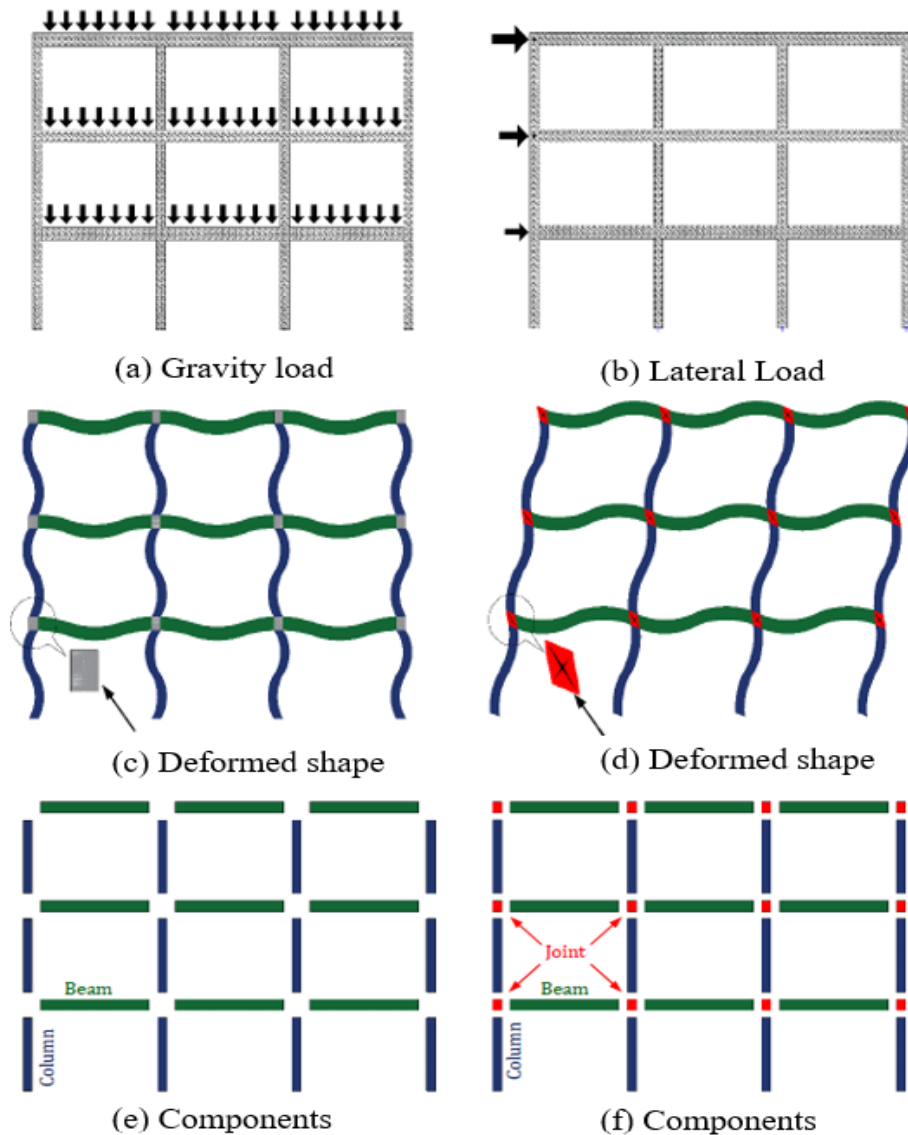 (a) Gravity load
(b) Lateral Load
(c) Deformed shape
(d) Deformed shape
Beam
Column
(e) Components
Joint
Beam
Column
(f) Components